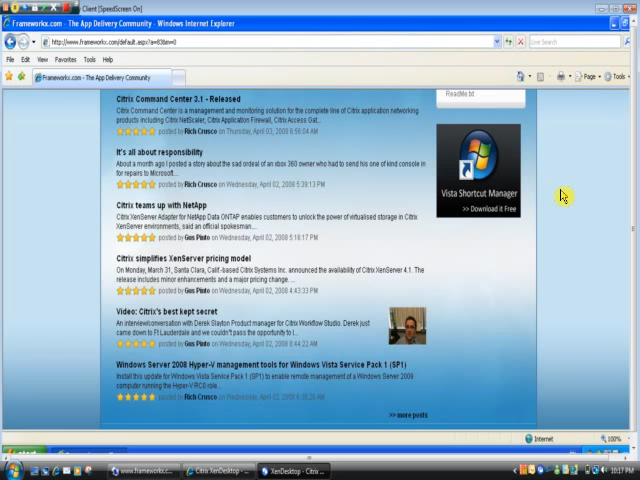 Client [SpeedScreen On]
Frameworkx.com - The App Delivery Community - Windows Internet Explorer
http://www.frameworkx.com/default.aspx?a=83&m=0
Live Search
File Edit View Favorites Tools Help
Frameworkx.com - The App Delivery Community
Page Tools
ReadMe.txt
Citrix Command Center 3.1 - Released
Citrix Command Center is a management and monitoring solution for the complete line of Citrix application networking
products including Citrix NetScaler, Citrix Application Firewall, Citrix Access Gat...
posted by Rich Crusco on Thursday, April 03, 2008 6:56:04 AM
It's all about responsibility
About a month ago I posted a story about the sad ordeal of an xbox 360 owner who had to send his one of kind console in
for repairs to Microsoft...
posted by Rich Crusco on Wednesday, April 02, 2008 5:39:13 PM
Vista Shortcut Manager
>> Download it Free
Citrix teams up with NetApp
Citrix XenServer Adapter for NetApp Data ONTAP enables customers to unlock the power of virtualised storage in Citrix
XenServer environments, said an official spokesman....
posted by Gus Pinto on Wednesday, April 02, 2008 5:16:17 PM
Citrix simplifies XenServer pricing model
On Monday, March 31, Santa Clara, Calif.-based Citrix Systems Inc. announced the availability of Citrix XenServer 4.1. The
release includes minor enhancements and a major pricing change. ...
posted by Gus Pinto on Wednesday, April 02, 2008 4:43:33 PM
Video: Citrix's best kept secret
An interview/conversation with Derek Slayton Product manager for Citrix Workflow Studio. Derek just
came down to Ft Lauderdale and we couldn't pass the opportunity to l...
posted by Gus Pinto on Wednesday, April 02, 2008 8:44:22 AM
Windows Server 2008 Hyper-V management tools for Windows Vista Service Pack 1 (SP1)
Install this update for Windows Vista Service Pack 1 (SP1) to enable remote management of a Windows Server 2008
computer running the Hyper-V RC0 role...
posted by Rich Crusco on Wednesday, April 02, 2008
>> more posts
Internet 100%
www.frameworkx.co... Citrix XenDesktop - ... XenDesktop - Citrix ... 10:17 PM